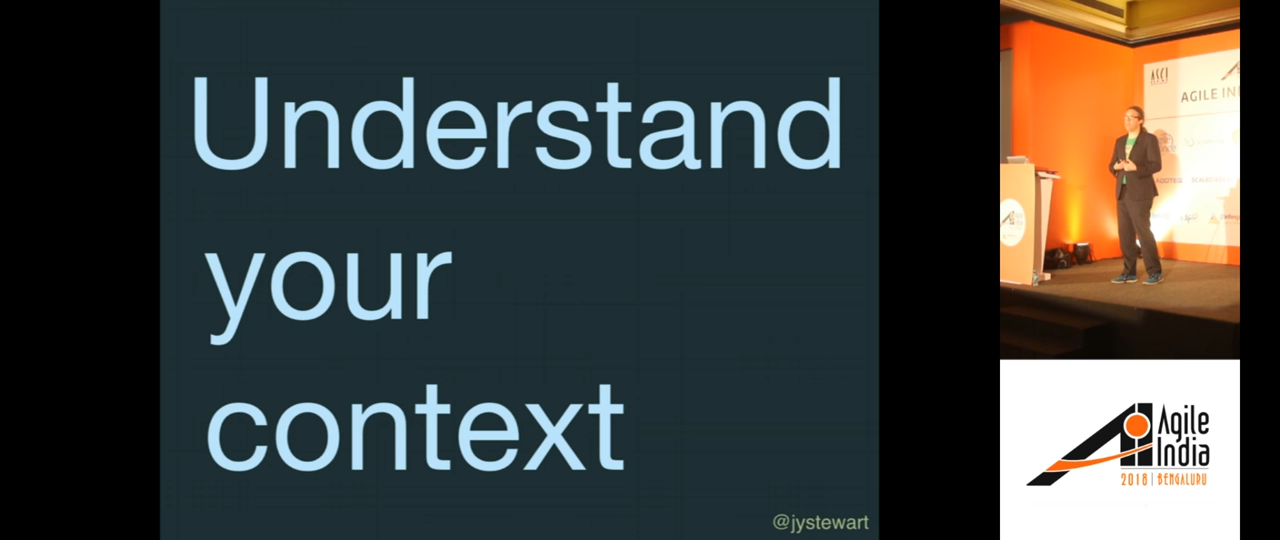 Understand
your
context
@jystewart
ASCI
AGILE IN
Agile
India
2018 | BENGALURU